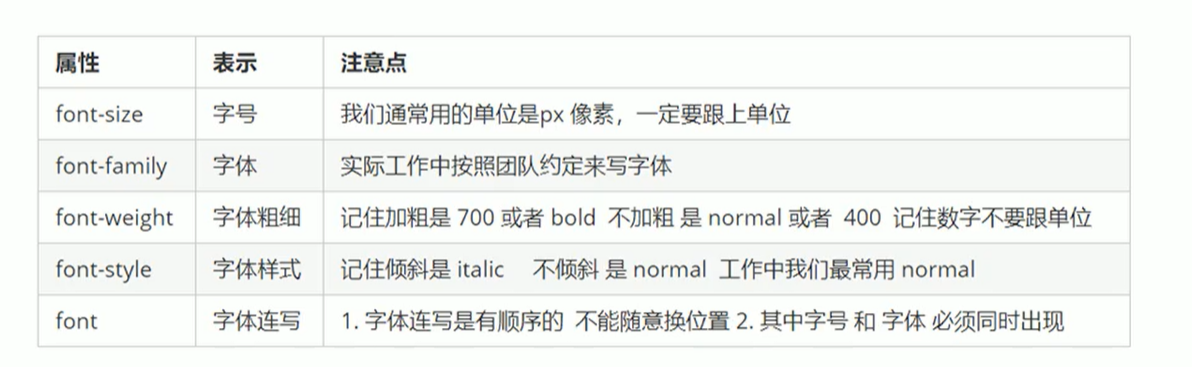 属性 表示 注意点
font-size 字号 我们通常用的单位是px 像素，一定要跟上单位
font-family 字体 实际工作中按照团队约定来写字体
font-weight 字体粗细 记住加粗是 700 或者 bold 不加粗 是 normal 或者 400 记住数字不要跟单位
font-style 字体样式 记住倾斜是 italic 不倾斜 是 normal 工作中我们最常用 normal
font 字体连写 1. 字体连写是有顺序的 不能随意换位置 2. 其中字号 和 字体 必须同时出现